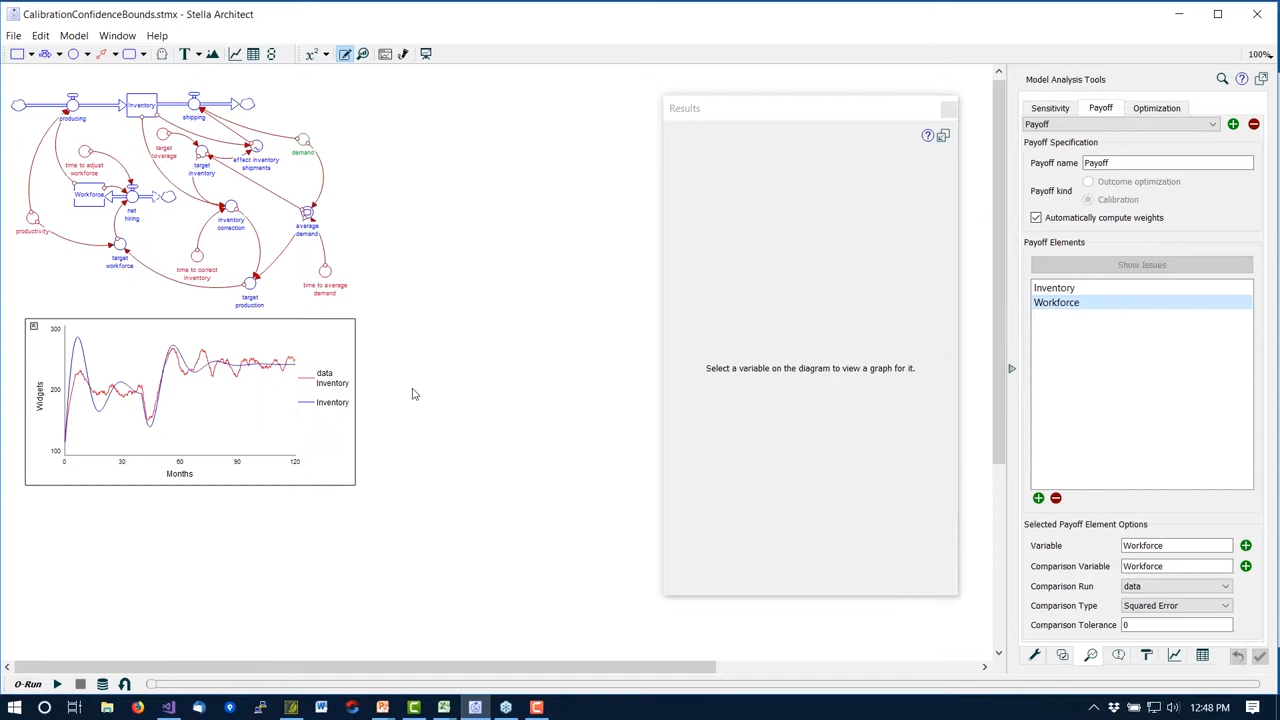 CalibrationConfidenceBounds.stmx - Stella Architect
File Edit Model Window Help
T
x²
100%
Results
Select a variable on the diagram to view a graph for it.
producing
Inventory
shipping
target
coverage
time to adjust
workforce
target
inventory
effect inventory
shipments
demand
Workforce
net
hiring
productivity
inventory
correction
average
demand
target
workforce
time to correct
inventory
target
production
time to average
demand
300
200
100
Widgets
0 30 60 90 120
Months
data
Inventory
Inventory
Model Analysis Tools
Sensitivity Payoff Optimization
Payoff
Payoff Specification
Payoff name Payoff
Payoff kind
Outcome optimization
Calibration
Automatically compute weights
Payoff Elements
Show Issues
Inventory
Workforce
Selected Payoff Element Options
Variable Workforce
Comparison Variable Workforce
Comparison Run data
Comparison Type Squared Error
Comparison Tolerance 0
O-Run
12:48 PM